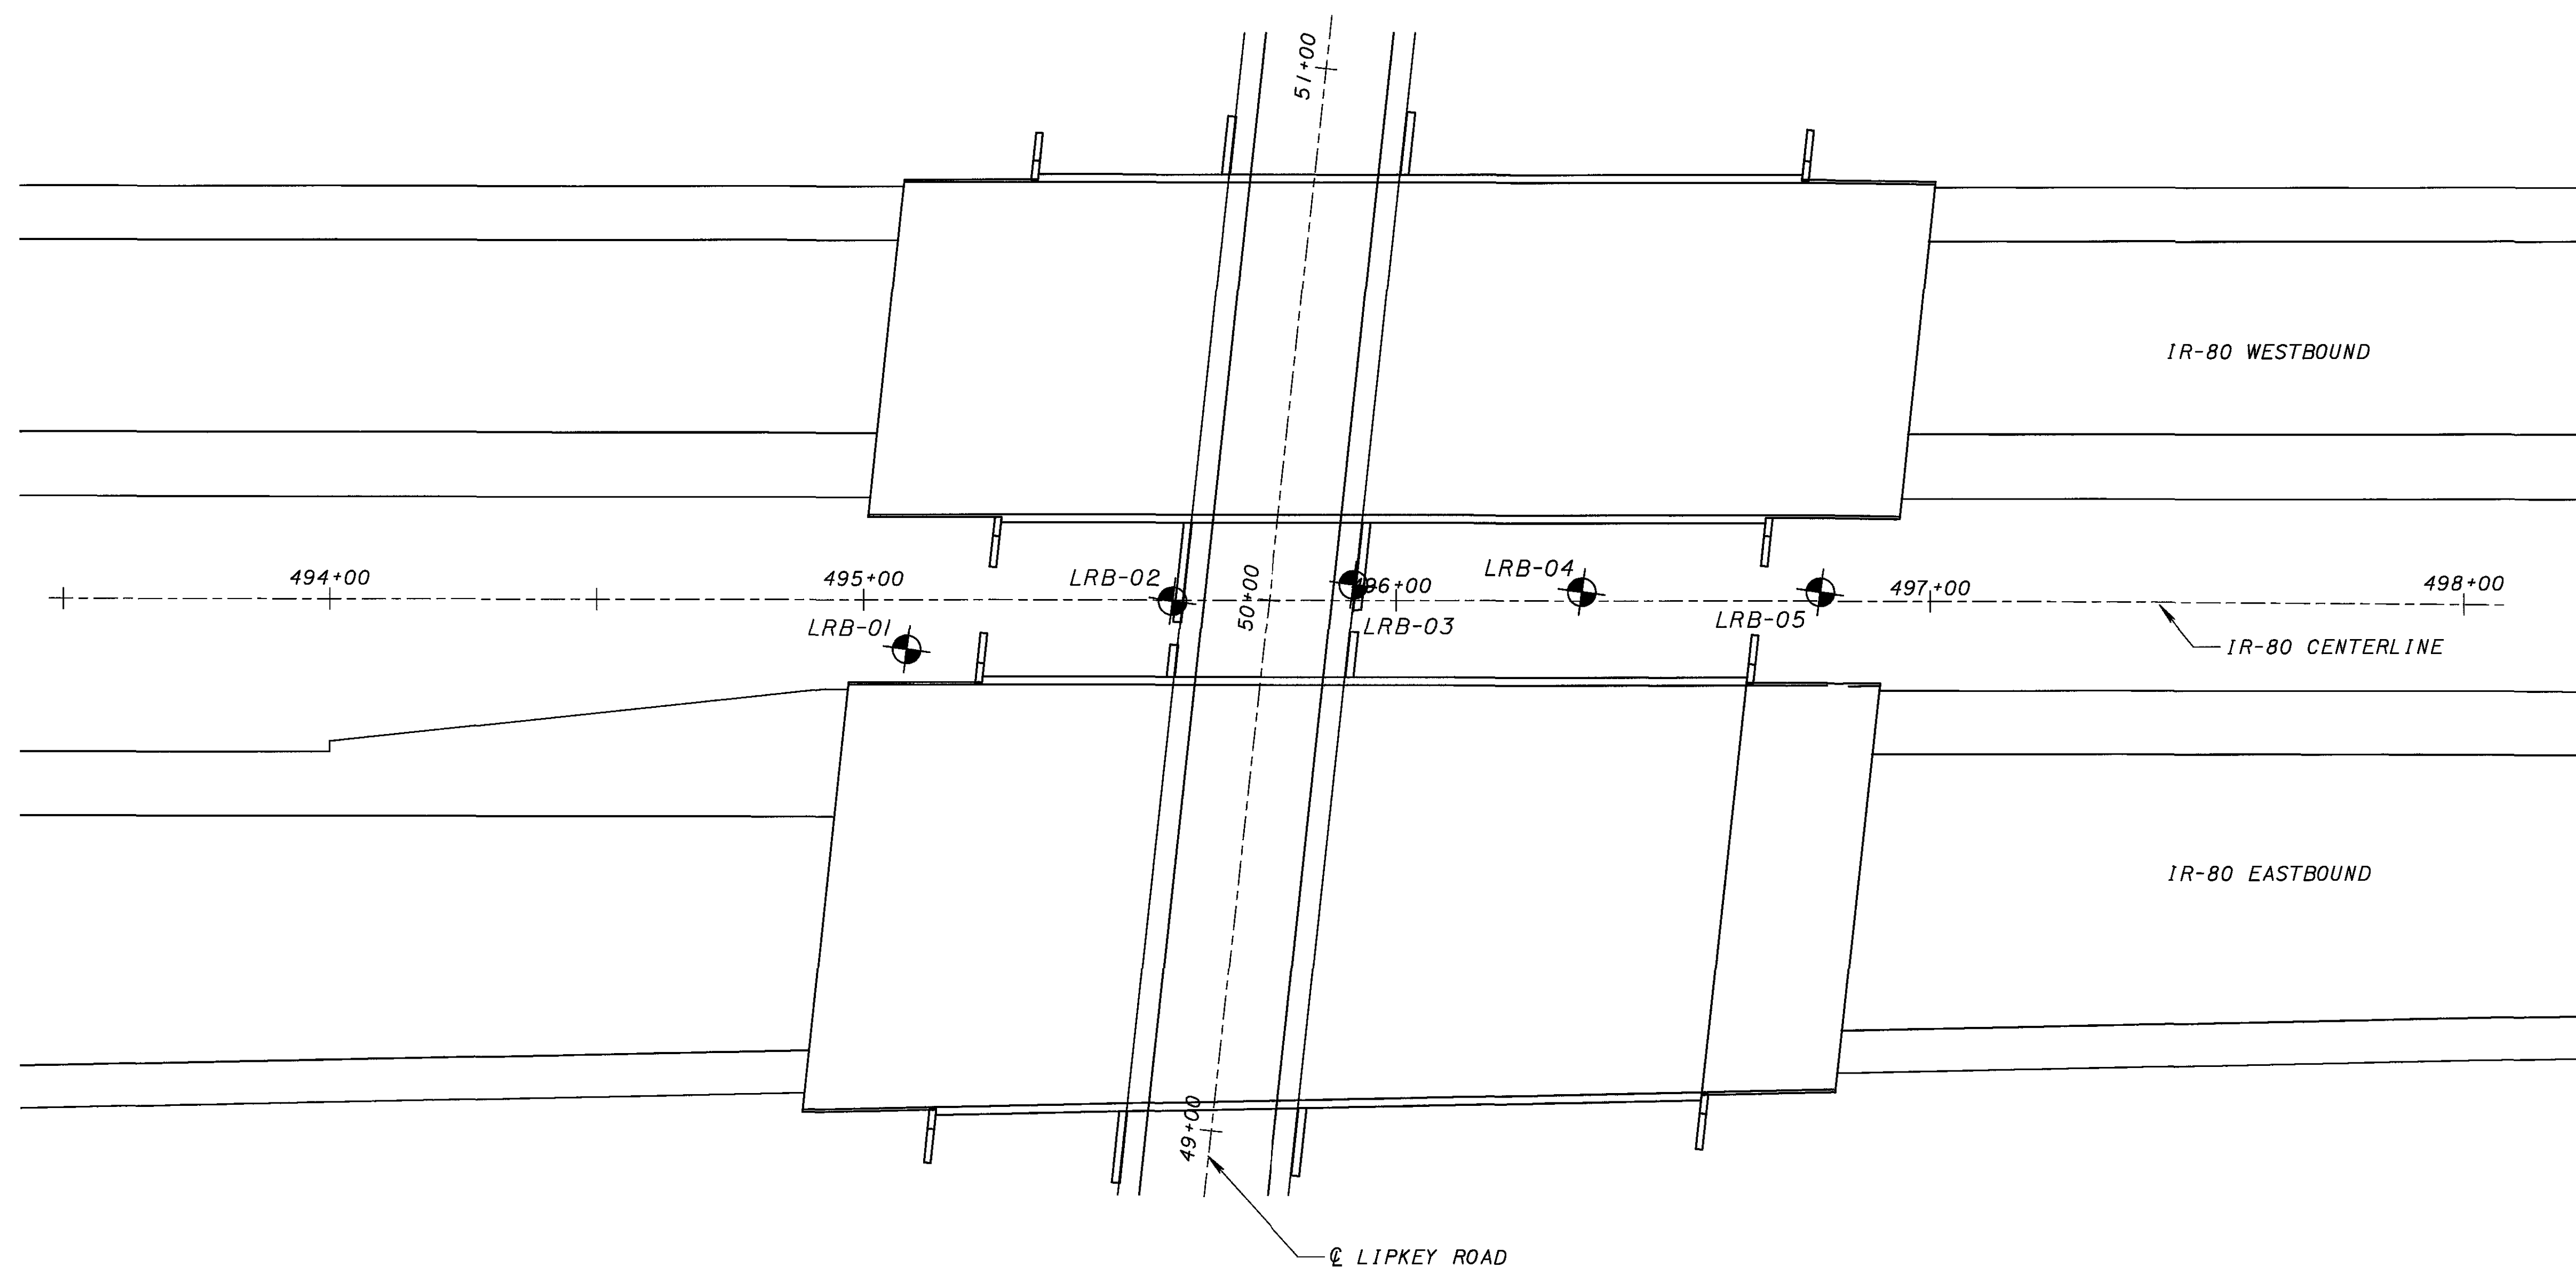 51+00
IR-80 WESTBOUND
494+00
495+00
LRB-02
50+00
496+00
LRB-04
497+00
498+00
LRB-01
LRB-03
LRB-05
IR-80 CENTERLINE
IR-80 EASTBOUND
49+00
℄ LIPKEY ROAD